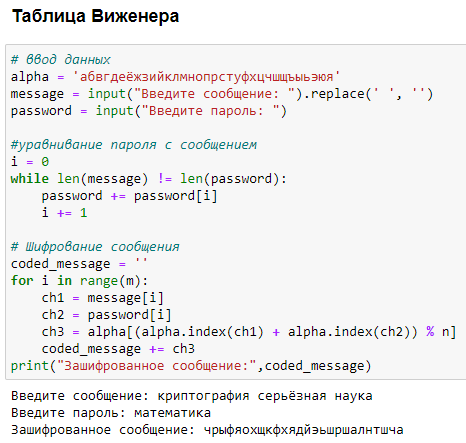 Таблица Виженера
# ввод данных
alpha = 'абвгдеёжзийклмнопрстуфхцчшщъыьэюя'
message = input("Введите сообщение: ").replace(' ', '')
password = input("Введите пароль: ")
#уравнивание пароля с сообщением
i = 0
while len(message) != len(password):
    password += password[i]
    i += 1
# Шифрование сообщения
coded_message = ''
for i in range(m):
    ch1 = message[i]
    ch2 = password[i]
    ch3 = alpha[(alpha.index(ch1) + alpha.index(ch2)) % n]
    coded_message += ch3
print("Зашифрованное сообщение:",coded_message)
Введите сообщение: криптография серьёзная наука
Введите пароль: математика
Зашифрованное сообщение: чрыфяохщкфхядйэьшршалнтшча